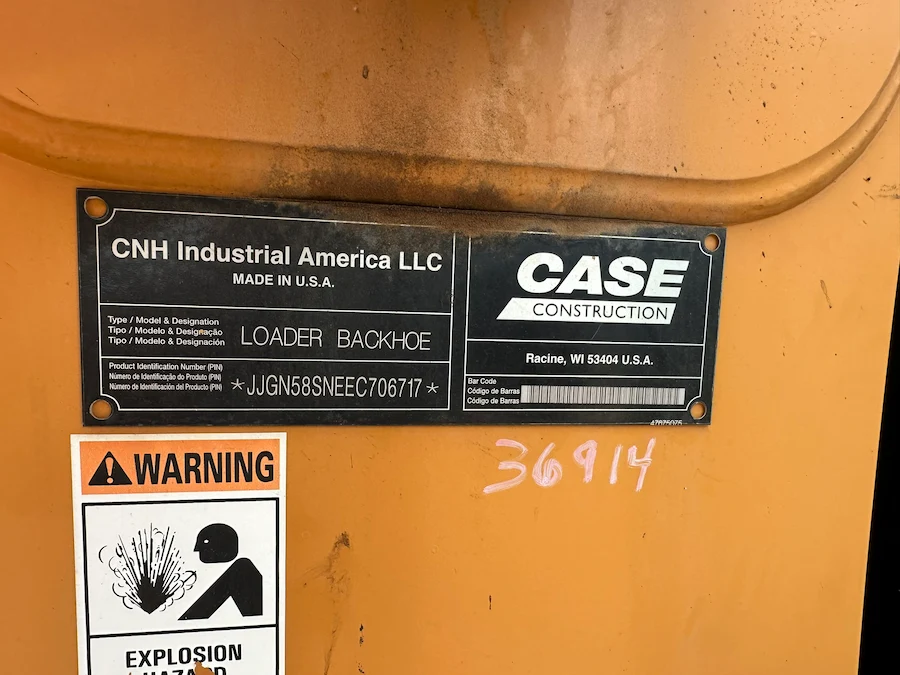 CNH Industrial America LLC
MADE IN U.S.A.
Type / Model & Designation
Tipo / Modelo & Designação
Tipo / Modelo & Designación
LOADER BACKHOE
Product Identification Number (PIN)
Número de Identificação do Produto (PIN)
Número de Identificación del Producto (PIN)
*JJGN58SNEEC706717*
CASE
CONSTRUCTION
Racine, WI 53404 U.S.A.
Bar Code
Código de Barras
Código de Barras
36914
WARNING
EXPLOSION
HAZARD